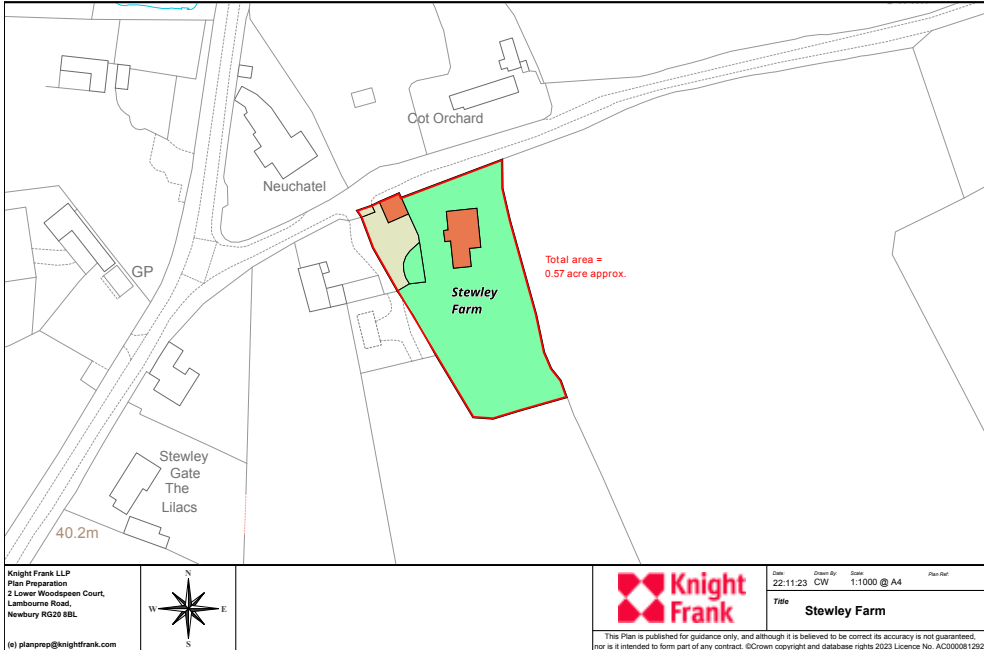 Cot Orchard
Neuchatel
GP
Total area =
0.57 acre approx.
Stewley
Farm
Stewley
Gate
The
Lilacs
40.2m
Knight Frank LLP
Plan Preparation
2 Lower Woodspeen Court,
Lambourne Road,
Newbury RG20 8BL
(e) planprep@knightfrank.com
N
W E
S
Knight
Frank
Date: Drawn By: Scale: Plan Ref:
22:11:23 CW 1:1000 @ A4
Title
Stewley Farm
This Plan is published for guidance only, and although it is believed to be correct its accuracy is not guaranteed,
nor is it intended to form part of any contract. ©Crown copyright and database rights 2023 Licence No. AC000081292